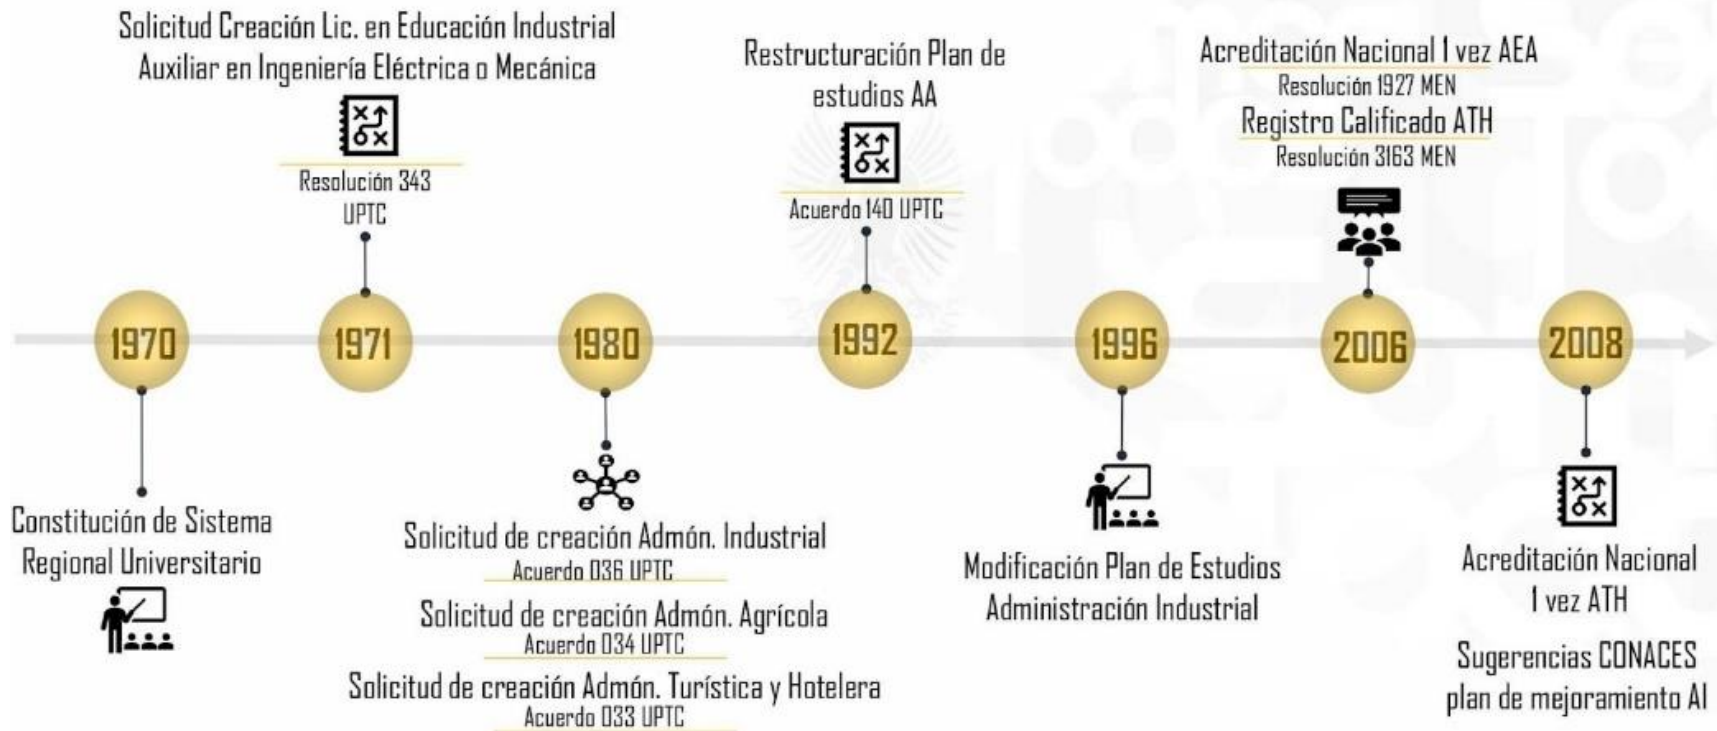 Solicitud Creación Lic. en Educación Industrial
Auxiliar en Ingeniería Eléctrica o Mecánica
Resolución 343
UPTC
Restructuración Plan de
estudios AA
Acuerdo 140 UPTC
Acreditación Nacional 1 vez AEA
Resolución 1927 MEN
Registro Calificado ATH
Resolución 3163 MEN
1970
1971
1980
1992
1996
2006
2008
Constitución de Sistema
Regional Universitario
Solicitud de creación Admón. Industrial
Acuerdo 036 UPTC
Solicitud de creación Admón. Agrícola
Acuerdo 034 UPTC
Solicitud de creación Admón. Turística y Hotelera
Acuerdo 033 UPTC
Modificación Plan de Estudios
Administración Industrial
Acreditación Nacional
1 vez ATH
Sugerencias CONACES
plan de mejoramiento AI